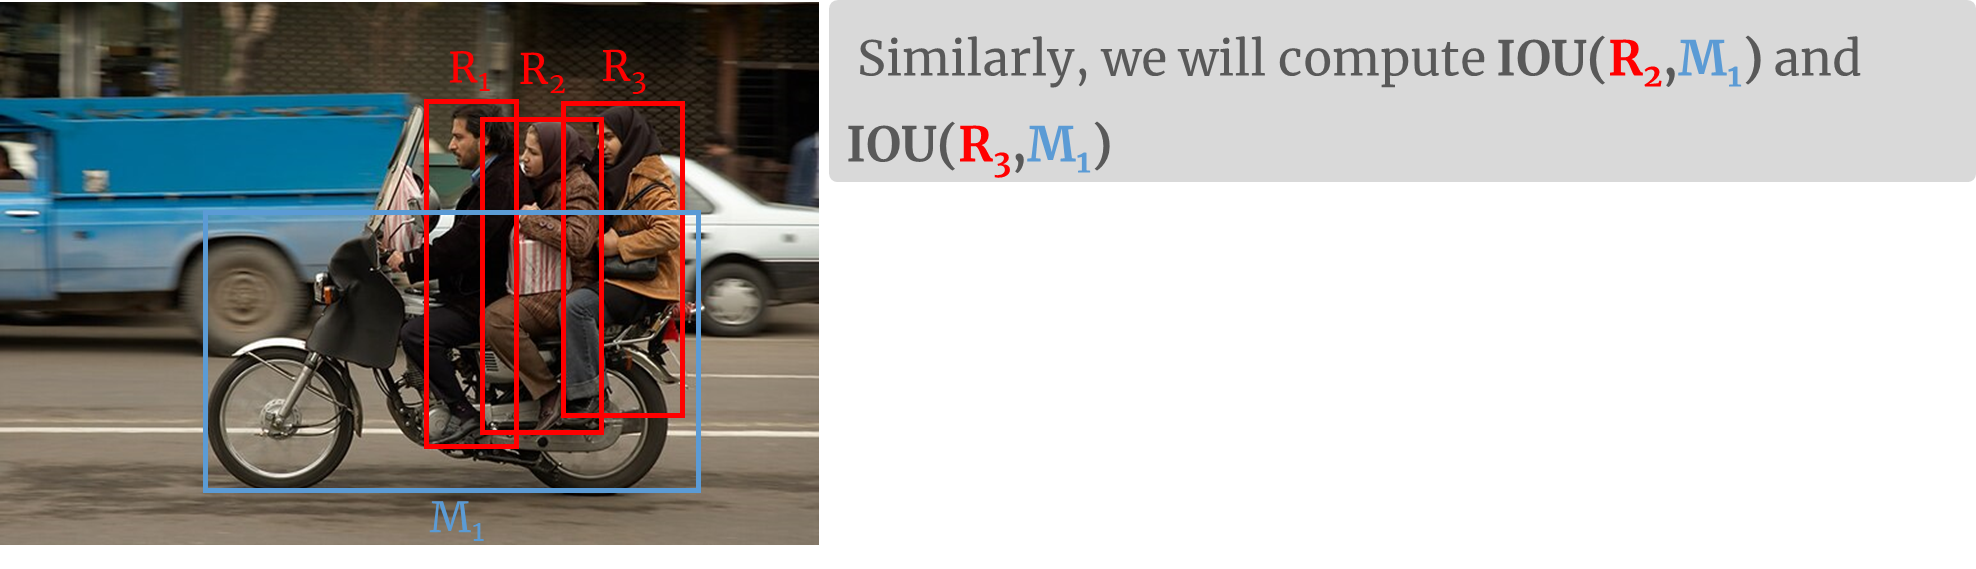 R₁ R₂ R₃
Similarly, we will compute IOU(R₂,M₁) and
IOU(R₃,M₁)
M₁